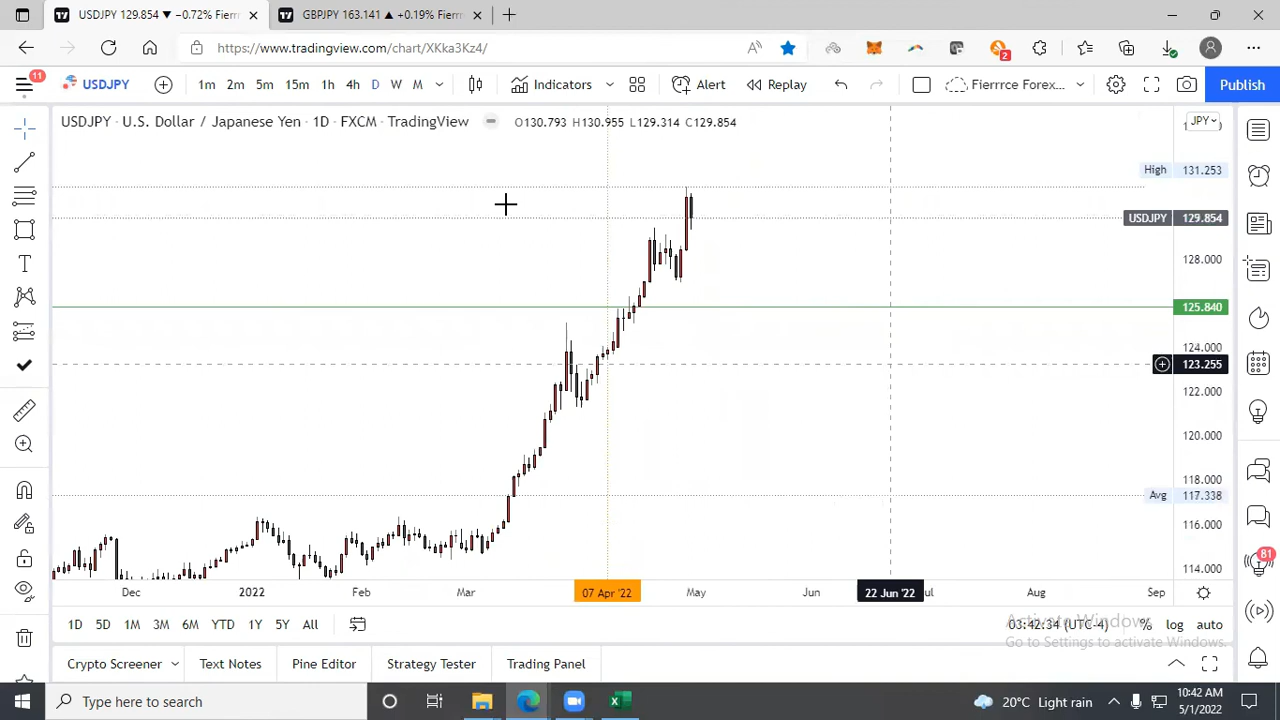 USDJPY 129.854 ▼ −0.72% Fierr
GBPJPY 163.141 ▲ +0.19% Fierrr
https://www.tradingview.com/chart/XKka3Kz4/
2
11
USDJPY
1m 2m 5m 15m 1h 4h D W M
Indicators
Alert
Replay
Fierrrce Forex...
Publish
USDJPY · U.S. Dollar / Japanese Yen · 1D · FXCM · TradingView
O130.793 H130.955 L129.314 C129.854
JPY
High 131.253
USDJPY 129.854
128.000
125.840
124.000
123.255
122.000
120.000
118.000
Avg 117.338
116.000
114.000
Dec 2022 Feb Mar 07 Apr '22 May Jun 22 Jun '22 ul Aug Sep
1D 5D 1M 3M 6M YTD 1Y 5Y All
03:42:34 (UTC-4) % log auto
Activate Windows
Go to Settings to activate Windows.
81
Crypto Screener Text Notes Pine Editor Strategy Tester Trading Panel
Type here to search
20°C Light rain
10:42 AM
5/1/2022